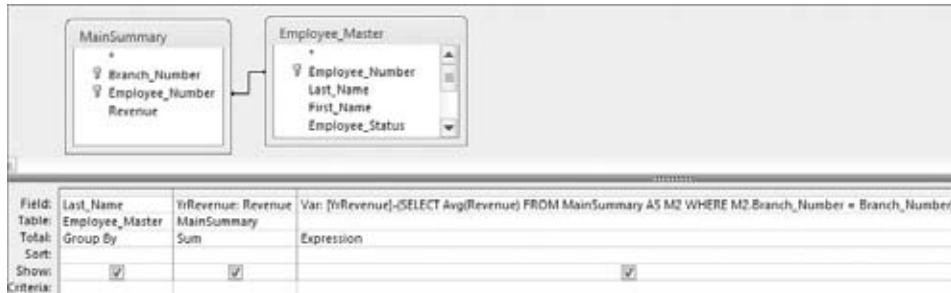 MainSummary
*
Branch_Number
Employee_Number
Revenue
Employee_Master
*
Employee_Number
Last_Name
First_Name
Employee_Status
Field: Last_Name YrRevenue: Revenue Var: [YrRevenue]-(SELECT Avg(Revenue) FROM MainSummary AS M2 WHERE M2.Branch_Number = Branch_Number
Table: Employee_Master MainSummary
Total: Group By Sum Expression
Sort:
Show:
Criteria: